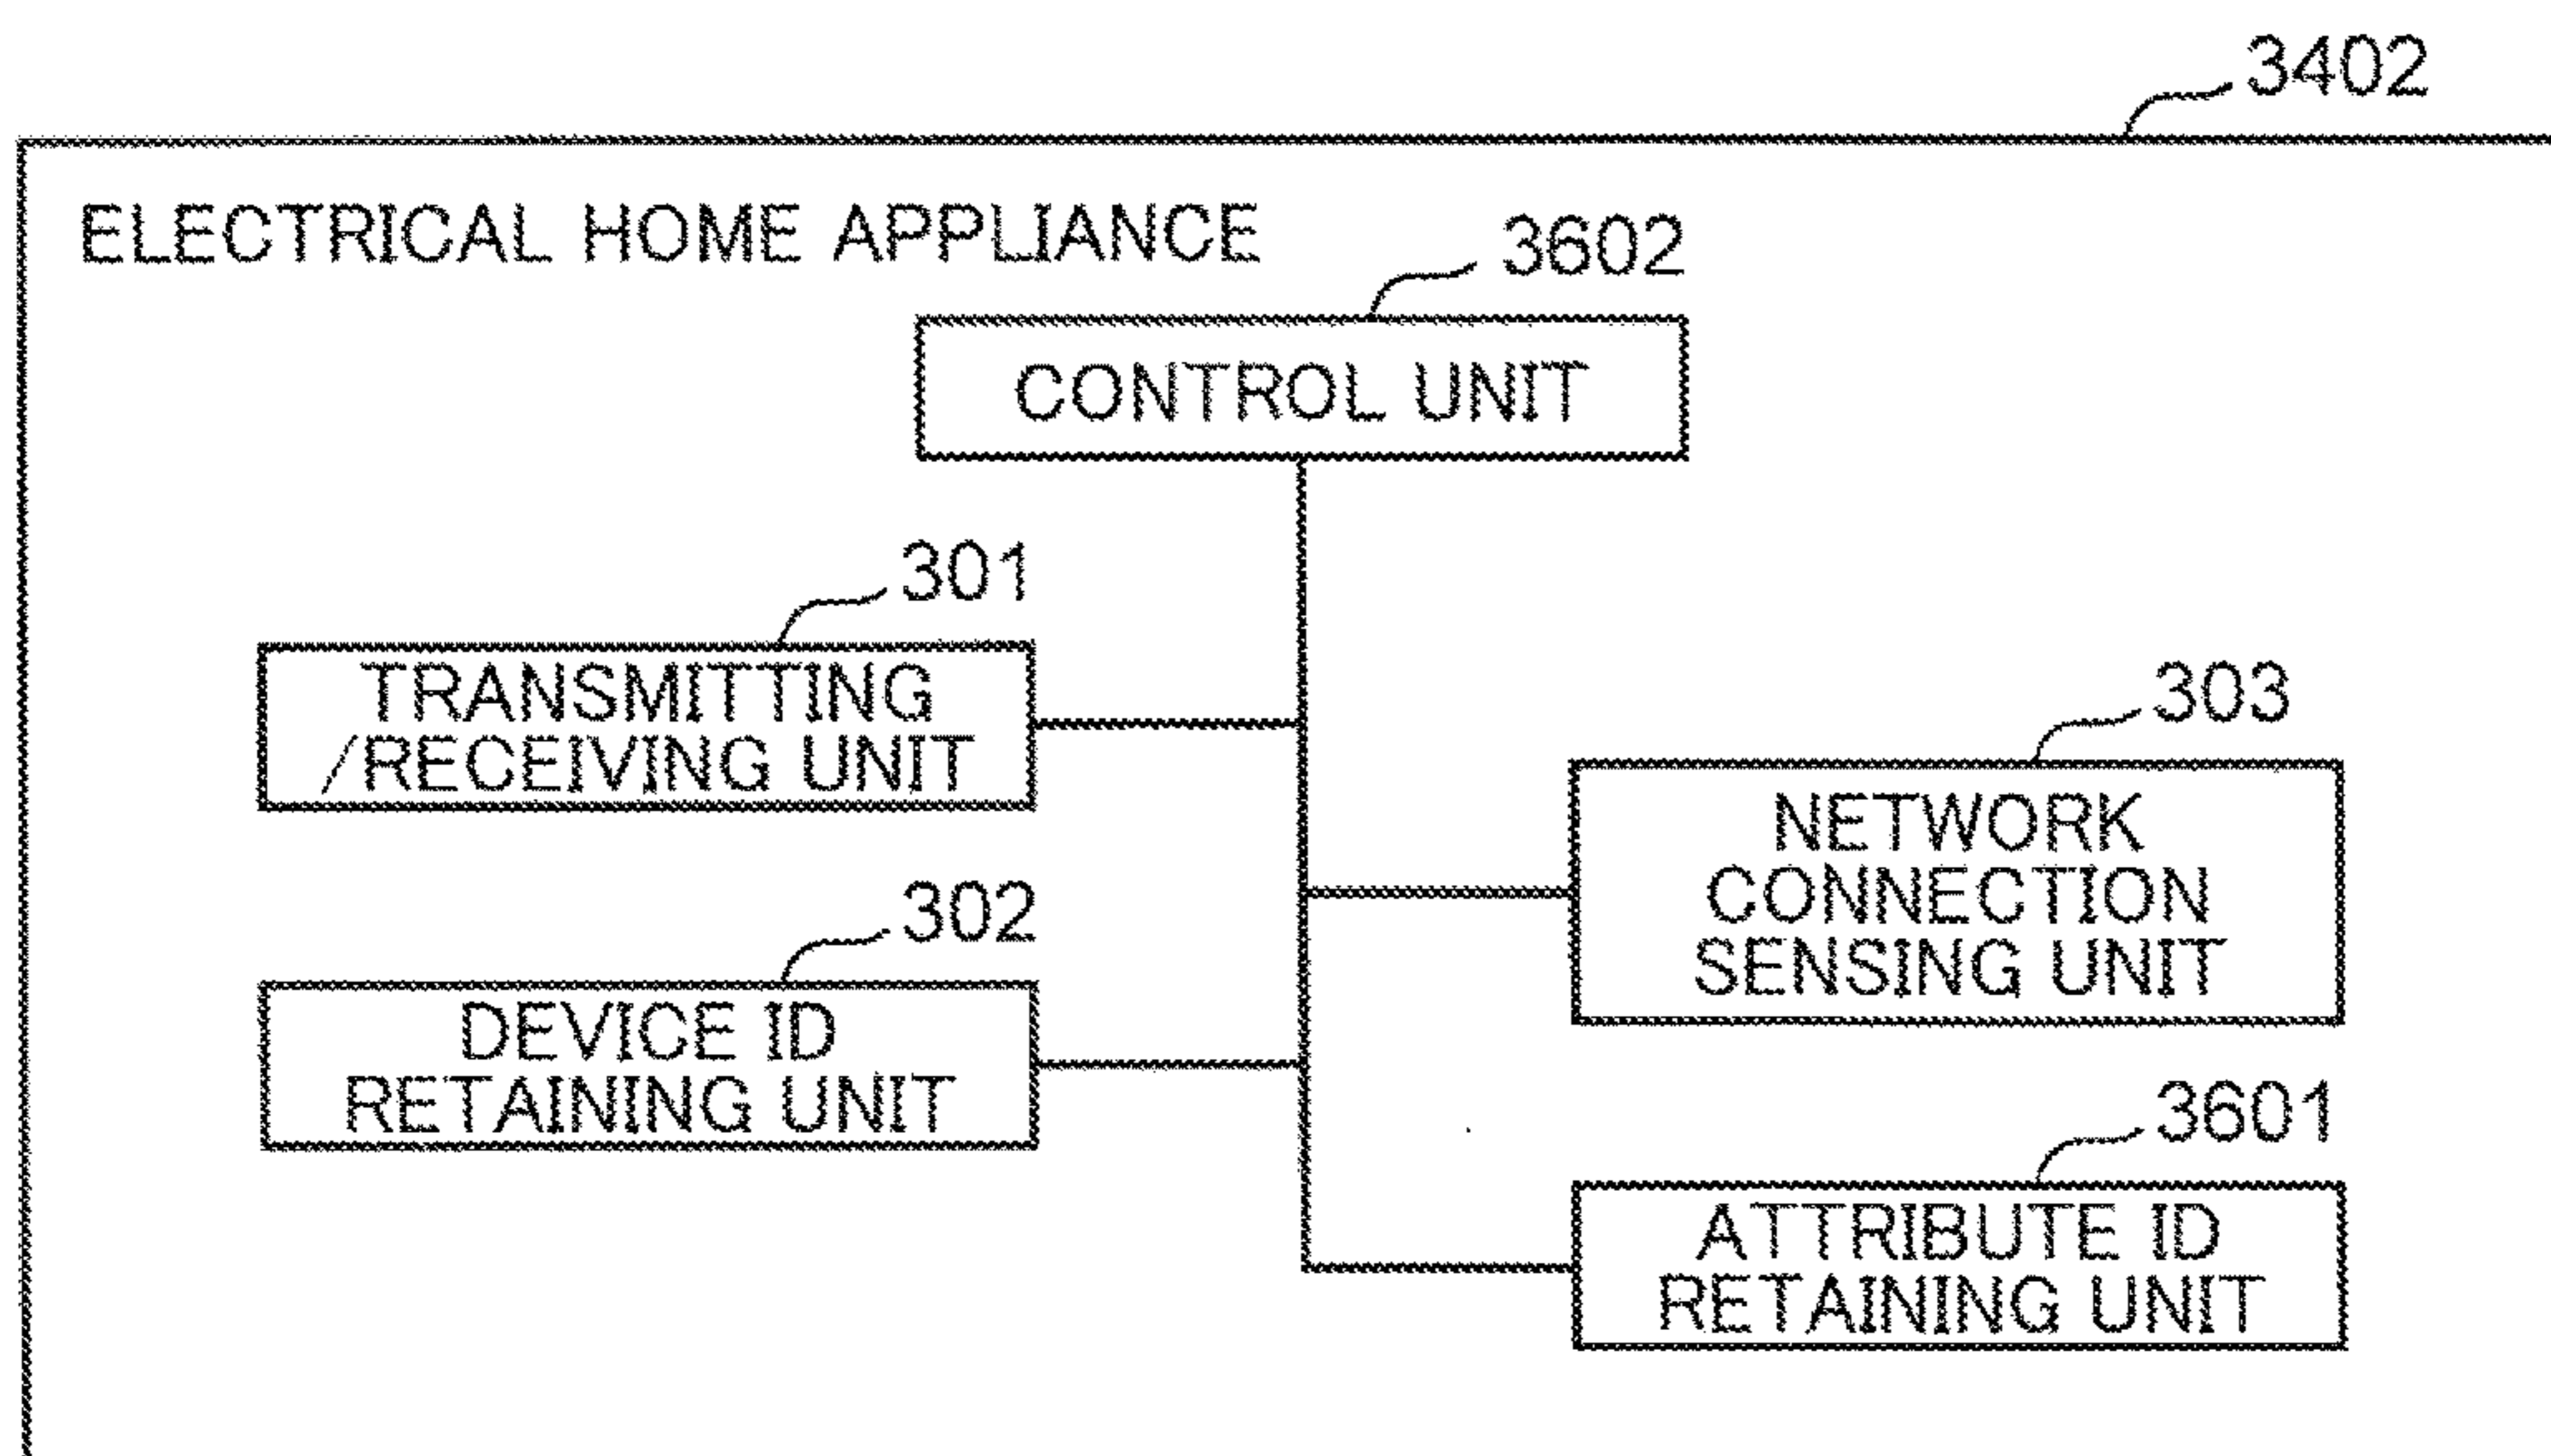 3402
ELECTRICAL HOME APPLIANCE
3602
CONTROL UNIT
301
TRANSMITTING
/RECEIVING UNIT
303
NETWORK
CONNECTION
SENSING UNIT
302
DEVICE ID
RETAINING UNIT
3601
ATTRIBUTE ID
RETAINING UNIT